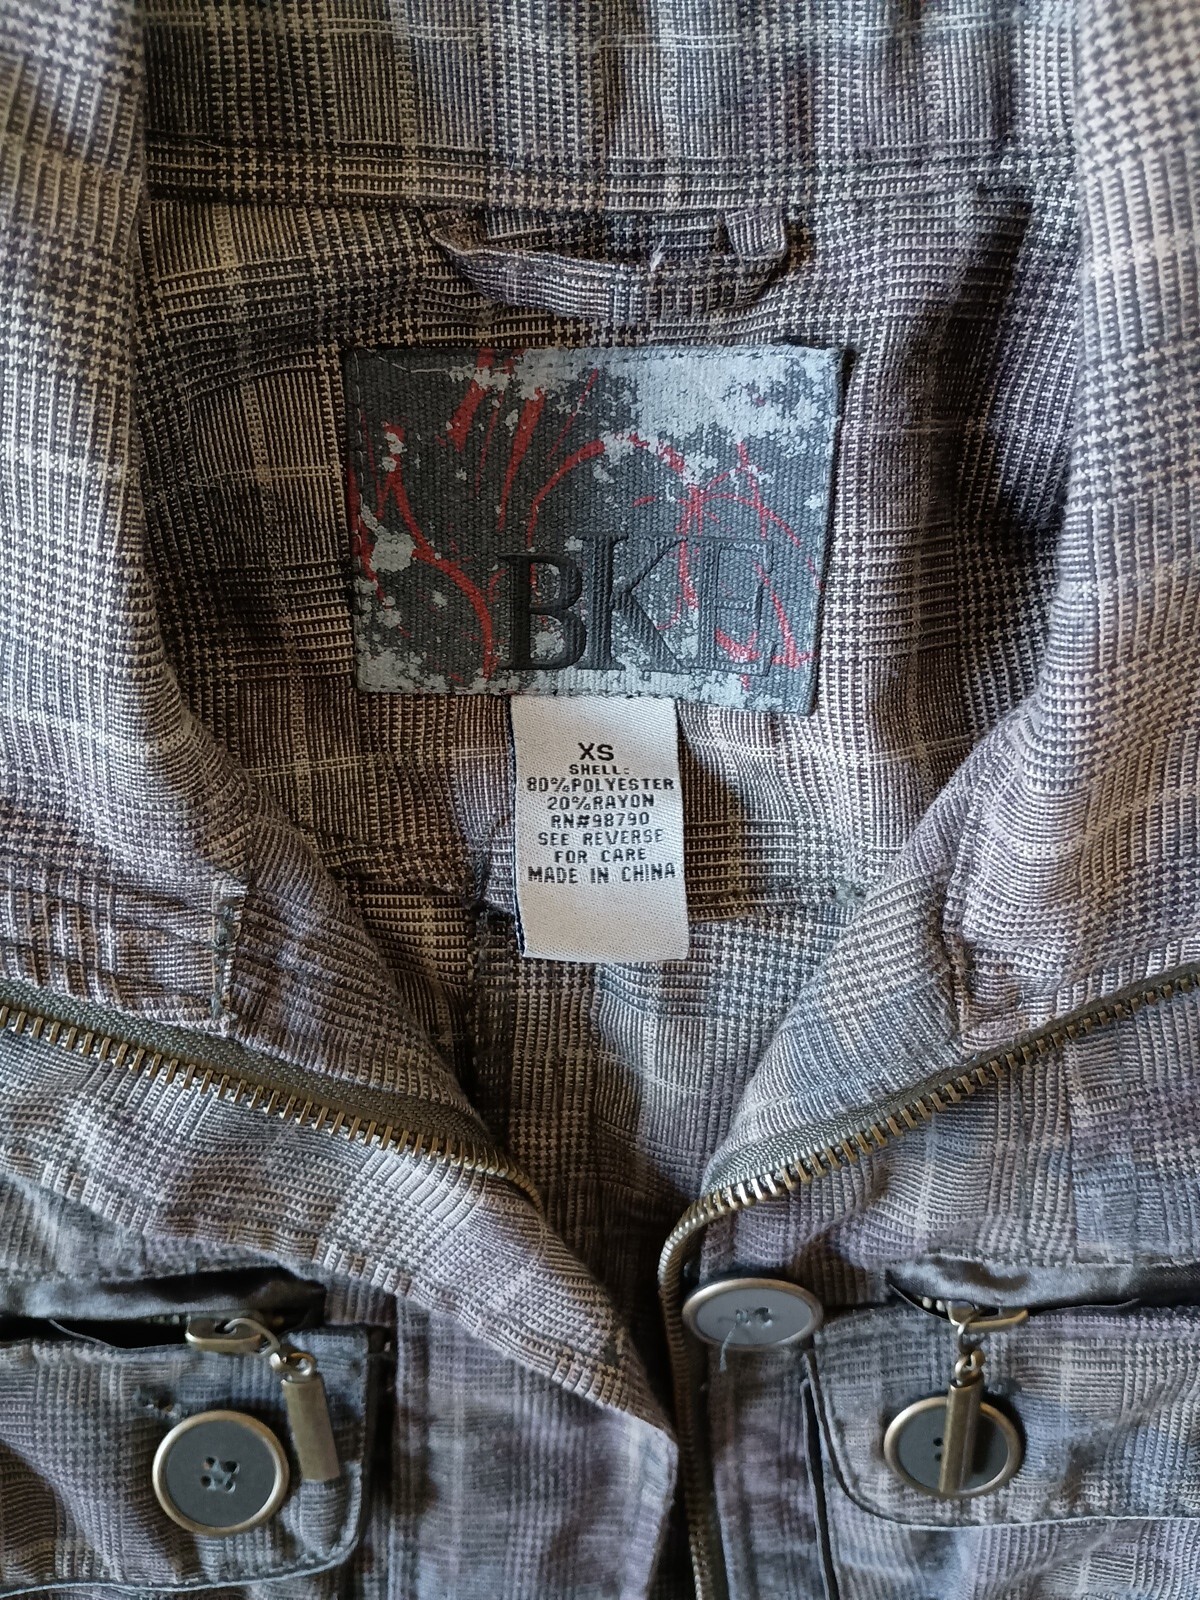 BKE
XS
SHELL:
80%POLYESTER
20%RAYON
RN#98790
SEE REVERSE
FOR CARE
MADE IN CHINA